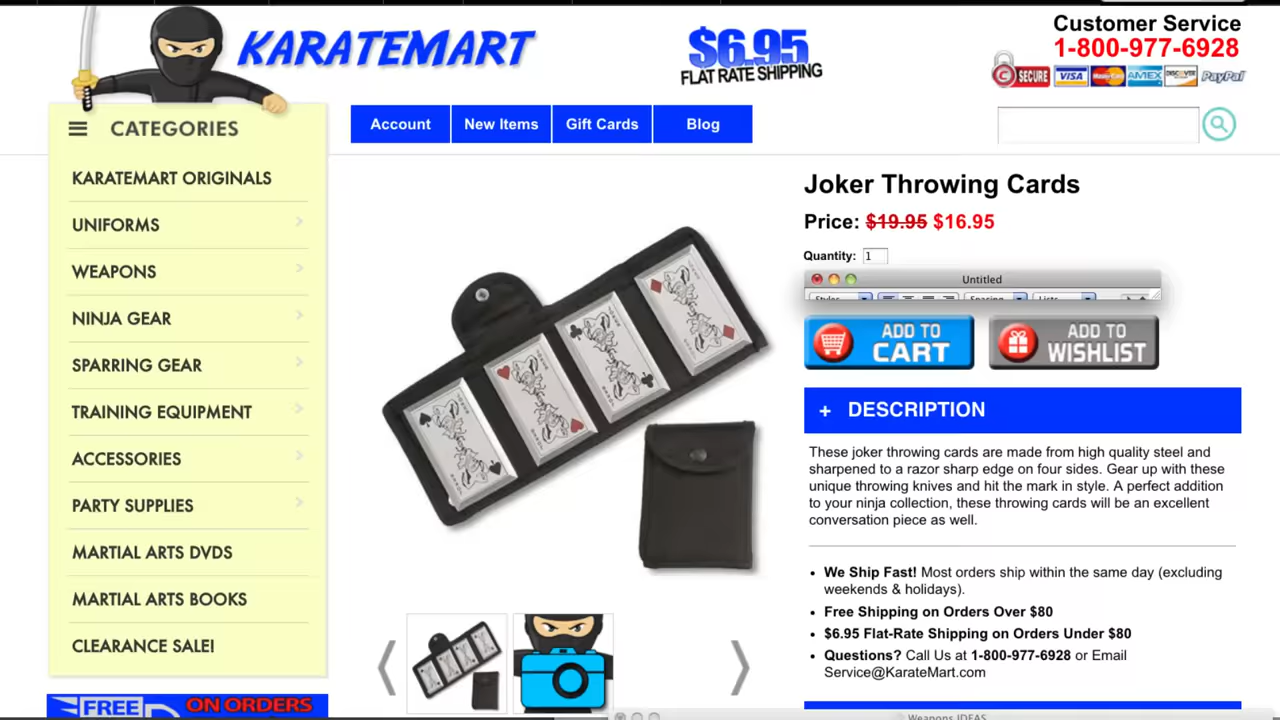 KARATEMART
$6.95
FLAT RATE SHIPPING
Customer Service
1-800-977-6928
SECURE VISA MasterCard AMEX DISCOVER PayPal
CATEGORIES
Account
New Items
Gift Cards
Blog
KARATEMART ORIGINALS
UNIFORMS
WEAPONS
NINJA GEAR
SPARRING GEAR
TRAINING EQUIPMENT
ACCESSORIES
PARTY SUPPLIES
MARTIAL ARTS DVDS
MARTIAL ARTS BOOKS
CLEARANCE SALE!
FREE
ON ORDERS
Joker Throwing Cards
Price: $19.95 $16.95
Quantity: 1
Untitled
Styles Spacing Lists
ADD TO CART
ADD TO WISHLIST
+ DESCRIPTION
These joker throwing cards are made from high quality steel and
sharpened to a razor sharp edge on four sides. Gear up with these
unique throwing knives and hit the mark in style. A perfect addition
to your ninja collection, these throwing cards will be an excellent
conversation piece as well.
• We Ship Fast! Most orders ship within the same day (excluding
weekends & holidays).
• Free Shipping on Orders Over $80
• $6.95 Flat-Rate Shipping on Orders Under $80
• Questions? Call Us at 1-800-977-6928 or Email
Service@KarateMart.com
Weapons IDEAS